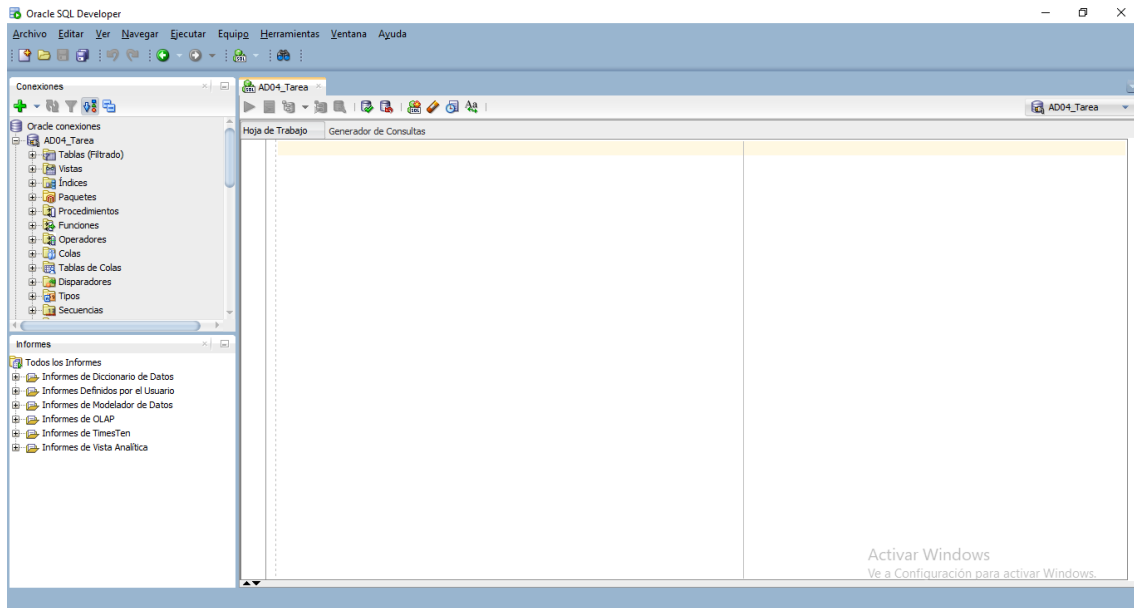 Oracle SQL Developer
Archivo Editar Ver Navegar Ejecutar Equipo Herramientas Ventana Ayuda
Conexiones
Oracle conexiones
AD04_Tarea
Tablas (Filtrado)
Vistas
Índices
Paquetes
Procedimientos
Funciones
Operadores
Colas
Tablas de Colas
Disparadores
Tipos
Secuencias
Informes
Todos los Informes
Informes de Diccionario de Datos
Informes Definidos por el Usuario
Informes de Modelador de Datos
Informes de OLAP
Informes de TimesTen
Informes de Vista Analítica
AD04_Tarea
AD04_Tarea
Hoja de Trabajo Generador de Consultas
Activar Windows
Ve a Configuración para activar Windows.